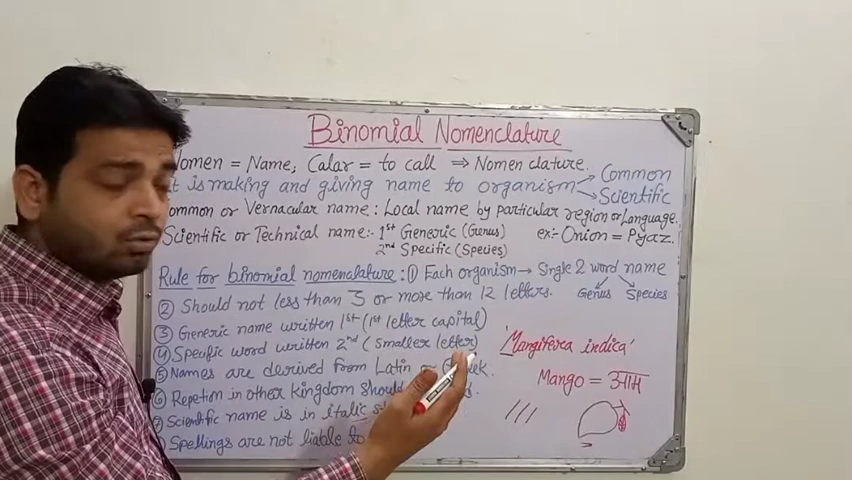 Binomial Nomenclature
Nomen = Name, Calar = to call ⇒ Nomenclature.
t is making and giving name to organism
Common
Scientific
ommon or Vernacular name : Local name by particular region or Language.
Scientific or Technical name:- 1st Generic (Genus)
ex:- Onion = Pyaz.
2nd Specific (Species)
Rule for binomial nomenclature: ① Each organism → Single 2 word name
Genus Species
② Should not less than 3 or more than 12 letters.
③ Generic name written 1st (1st letter capital)
④ Specific word written 2nd (smaller letter)
Mangifera indica
⑤ Names are derived from Latin or
Mango = आम
⑥ Repetion in other kingdom should
⑦ Scientific name is in italic
Spellings are not liable to